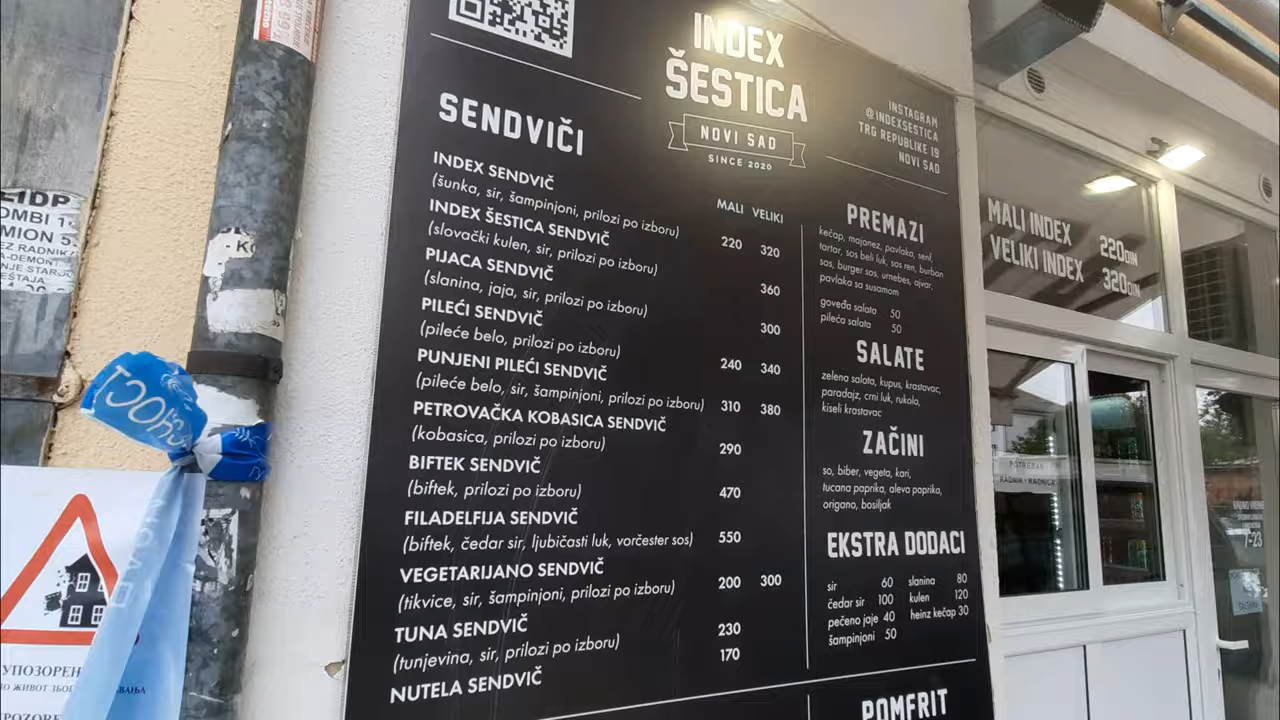 INDEX
ŠESTICA
NOVI SAD
SINCE 2020
INSTAGRAM
@INDEXSESTICA
TRG REPUBLIKE 19
NOVI SAD
SENDVIČI
MALI VELIKI
INDEX SENDVIČ
(šunka, sir, šampinjoni, prilozi po izboru) 220 320
INDEX ŠESTICA SENDVIČ
(slovački kulen, sir, prilozi po izboru) 360
PIJACA SENDVIČ
(slanina, jaja, sir, prilozi po izboru) 300
PILEĆI SENDVIČ
(pileće belo, prilozi po izboru) 240 340
PUNJENI PILEĆI SENDVIČ
(pileće belo, sir, šampinjoni, prilozi po izboru) 310 380
PETROVAČKA KOBASICA SENDVIČ
(kobasica, prilozi po izboru) 290
BIFTEK SENDVIČ
(biftek, prilozi po izboru) 470
FILADELFIJA SENDVIČ
(biftek, čedar sir, ljubičasti luk, vorčester sos) 550
VEGETARIJANO SENDVIČ
(tikvice, sir, šampinjoni, prilozi po izboru) 200 300
TUNA SENDVIČ
(tunjevina, sir, prilozi po izboru) 230
NUTELA SENDVIČ 170
PREMAZI
kečap, majonez, pavlaka, senf,
tartar, sos beli luk, sos ren, burbon
sos, burger sos, urnebes, ajvar,
pavlaka sa susamom
goveđa salata 50
pileća salata 50
SALATE
zelena salata, kupus, krastavac,
paradajz, crni luk, rukola,
kiseli krastavac
ZAČINI
so, biber, vegeta, kari,
tucana paprika, aleva paprika,
origano, bosiljak
EKSTRA DODACI
sir 60 slanina 80
čedar sir 100 kulen 120
pečeno jaje 40 heinz kečap 30
šampinjoni 50
POMFRIT
MALI INDEX 220DIN
VELIKI INDEX 320DIN
POTREBAN
RADNIK I RADNICA
RADNO VREME
7-23
УПОЗОРЕН